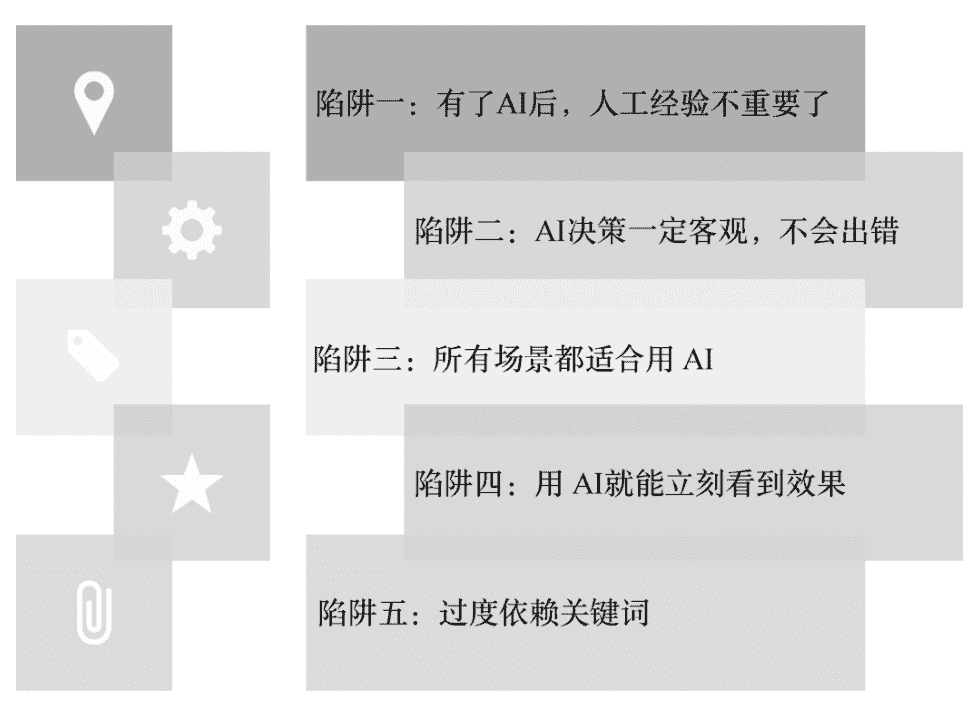 陷阱一：有了AI后，人工经验不重要了
陷阱二：AI决策一定客观，不会出错
陷阱三：所有场景都适合用 AI
陷阱四：用 AI就能立刻看到效果
陷阱五：过度依赖关键词